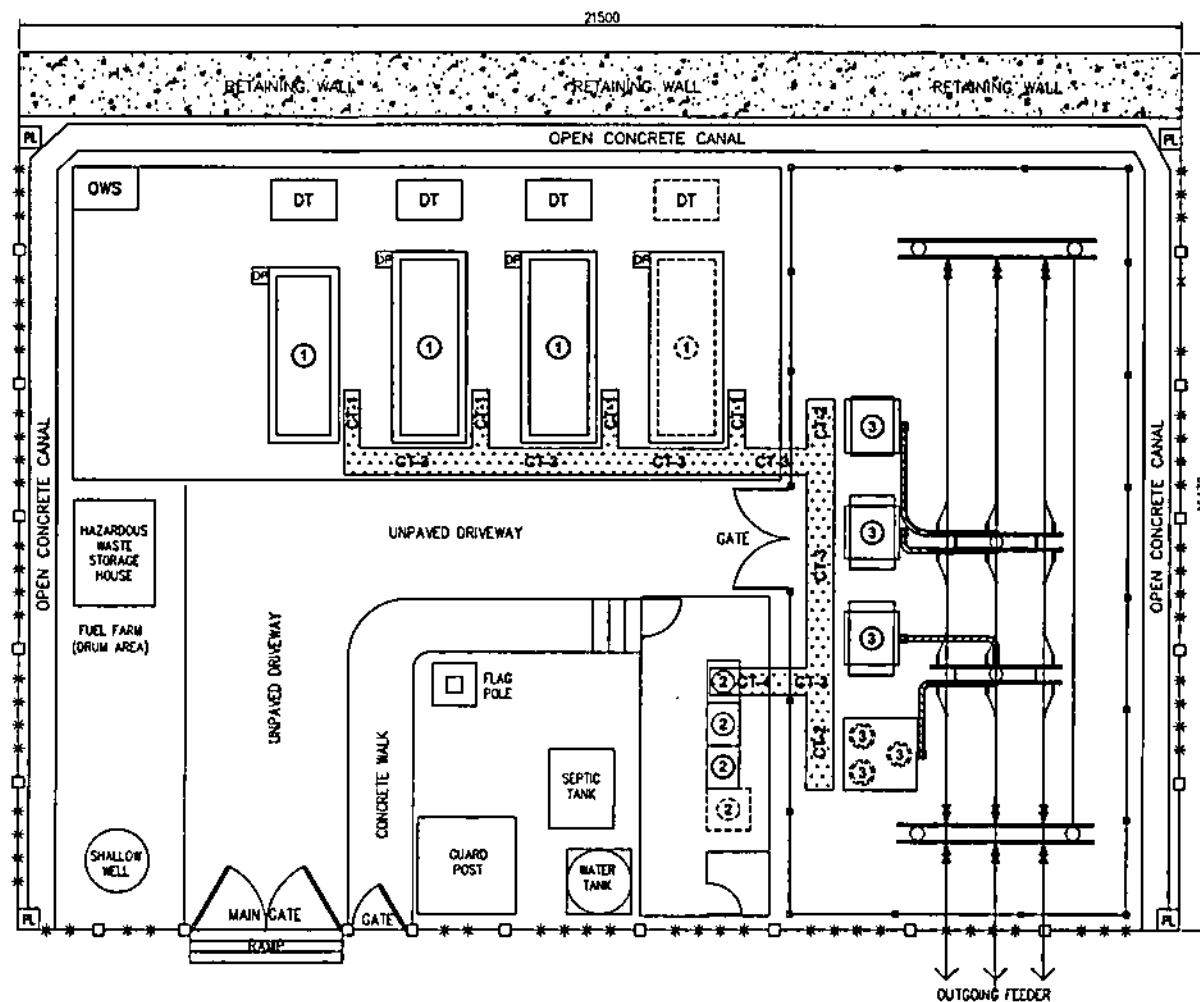 21500
RETAINING WALL
RETAINING WALL
RETAINING WALL
PL
OPEN CONCRETE CANAL
PL
OWS
DT
DT
DT
DT
DP
DP
DP
DP
1
1
1
1
CT-1
CT-1
CT-1
CT-1
CT-2
3
CT-3
CT-3
CT-3
CT-3
OPEN CONCRETE CANAL
OPEN CONCRETE CANAL
HAZARDOUS
WASTE
STORAGE
HOUSE
UNPAVED DRIVEWAY
GATE
3
CT-3
FUEL FARM
(DRUM AREA)
UNPAVED DRIVEWAY
3
FLAG
POLE
2
CT-4
CT-3
2
CT-2
3
3
3
2
CONCRETE WALK
SEPTIC
TANK
2
SHALLOW
WELL
GUARD
POST
WATER
TANK
PL
MAIN GATE
GATE
PL
RAMP
OUTGOING FEEDER